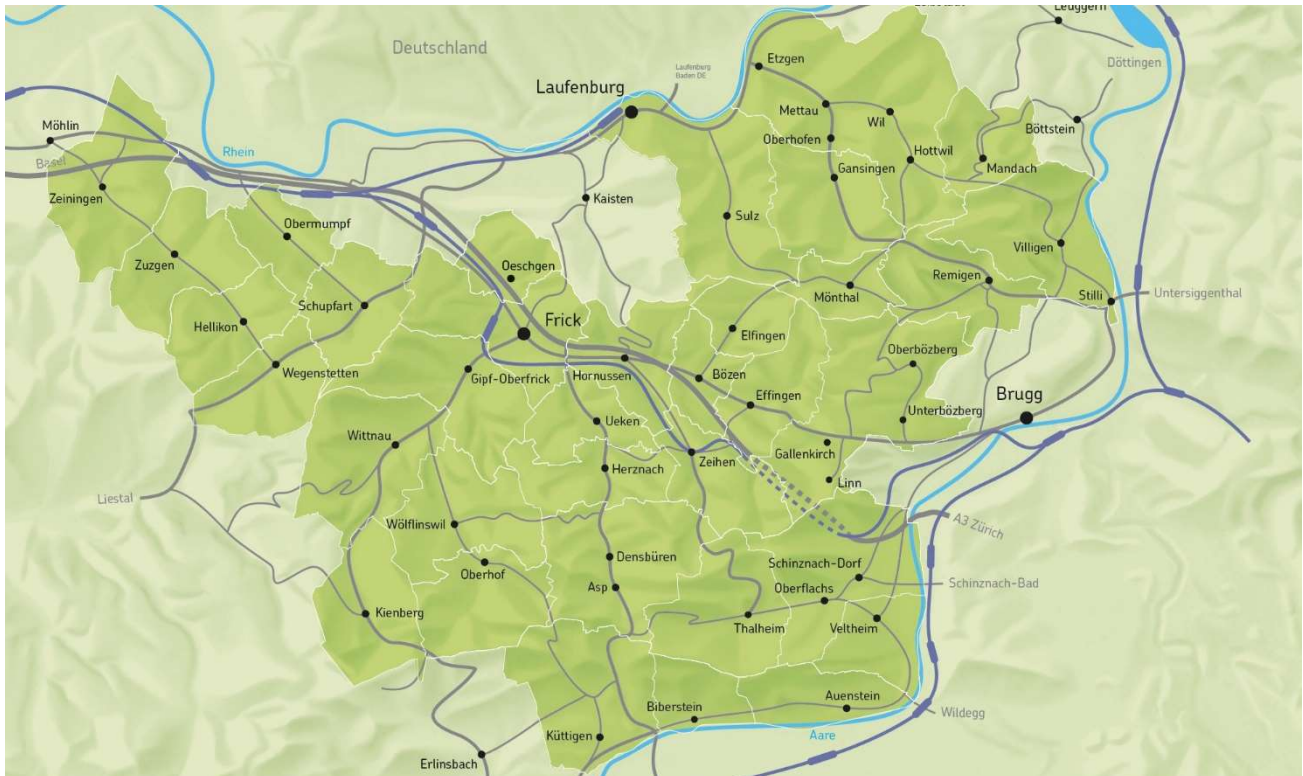 Leuggern
Deutschland
Etzgen
Döttingen
Laufenburg
Baden DE
Laufenburg
Mettau
Wil
Böttstein
Möhlin
Oberhofen
Rhein
Basel
Hottwil
Mandach
Gansingen
Zeiningen
Kaisten
Sulz
Obermumpf
Villigen
Zuzgen
Oeschgen
Remigen
Schupfart
Mönthal
Stilli
Untersiggenthal
Frick
Hellikon
Elfingen
Oberbözberg
Wegenstetten
Gipf-Oberfrick
Hornussen
Bözen
Effingen
Brugg
Unterbözberg
Ueken
Wittnau
Gallenkirch
Zeihen
Herznach
Linn
Liestal
Wölflinswil
A3 Zürich
Densbüren
Schinznach-Dorf
Oberhof
Asp
Oberflachs
Schinznach-Bad
Kienberg
Thalheim
Veltheim
Auenstein
Biberstein
Wildegg
Küttigen
Aare
Erlinsbach